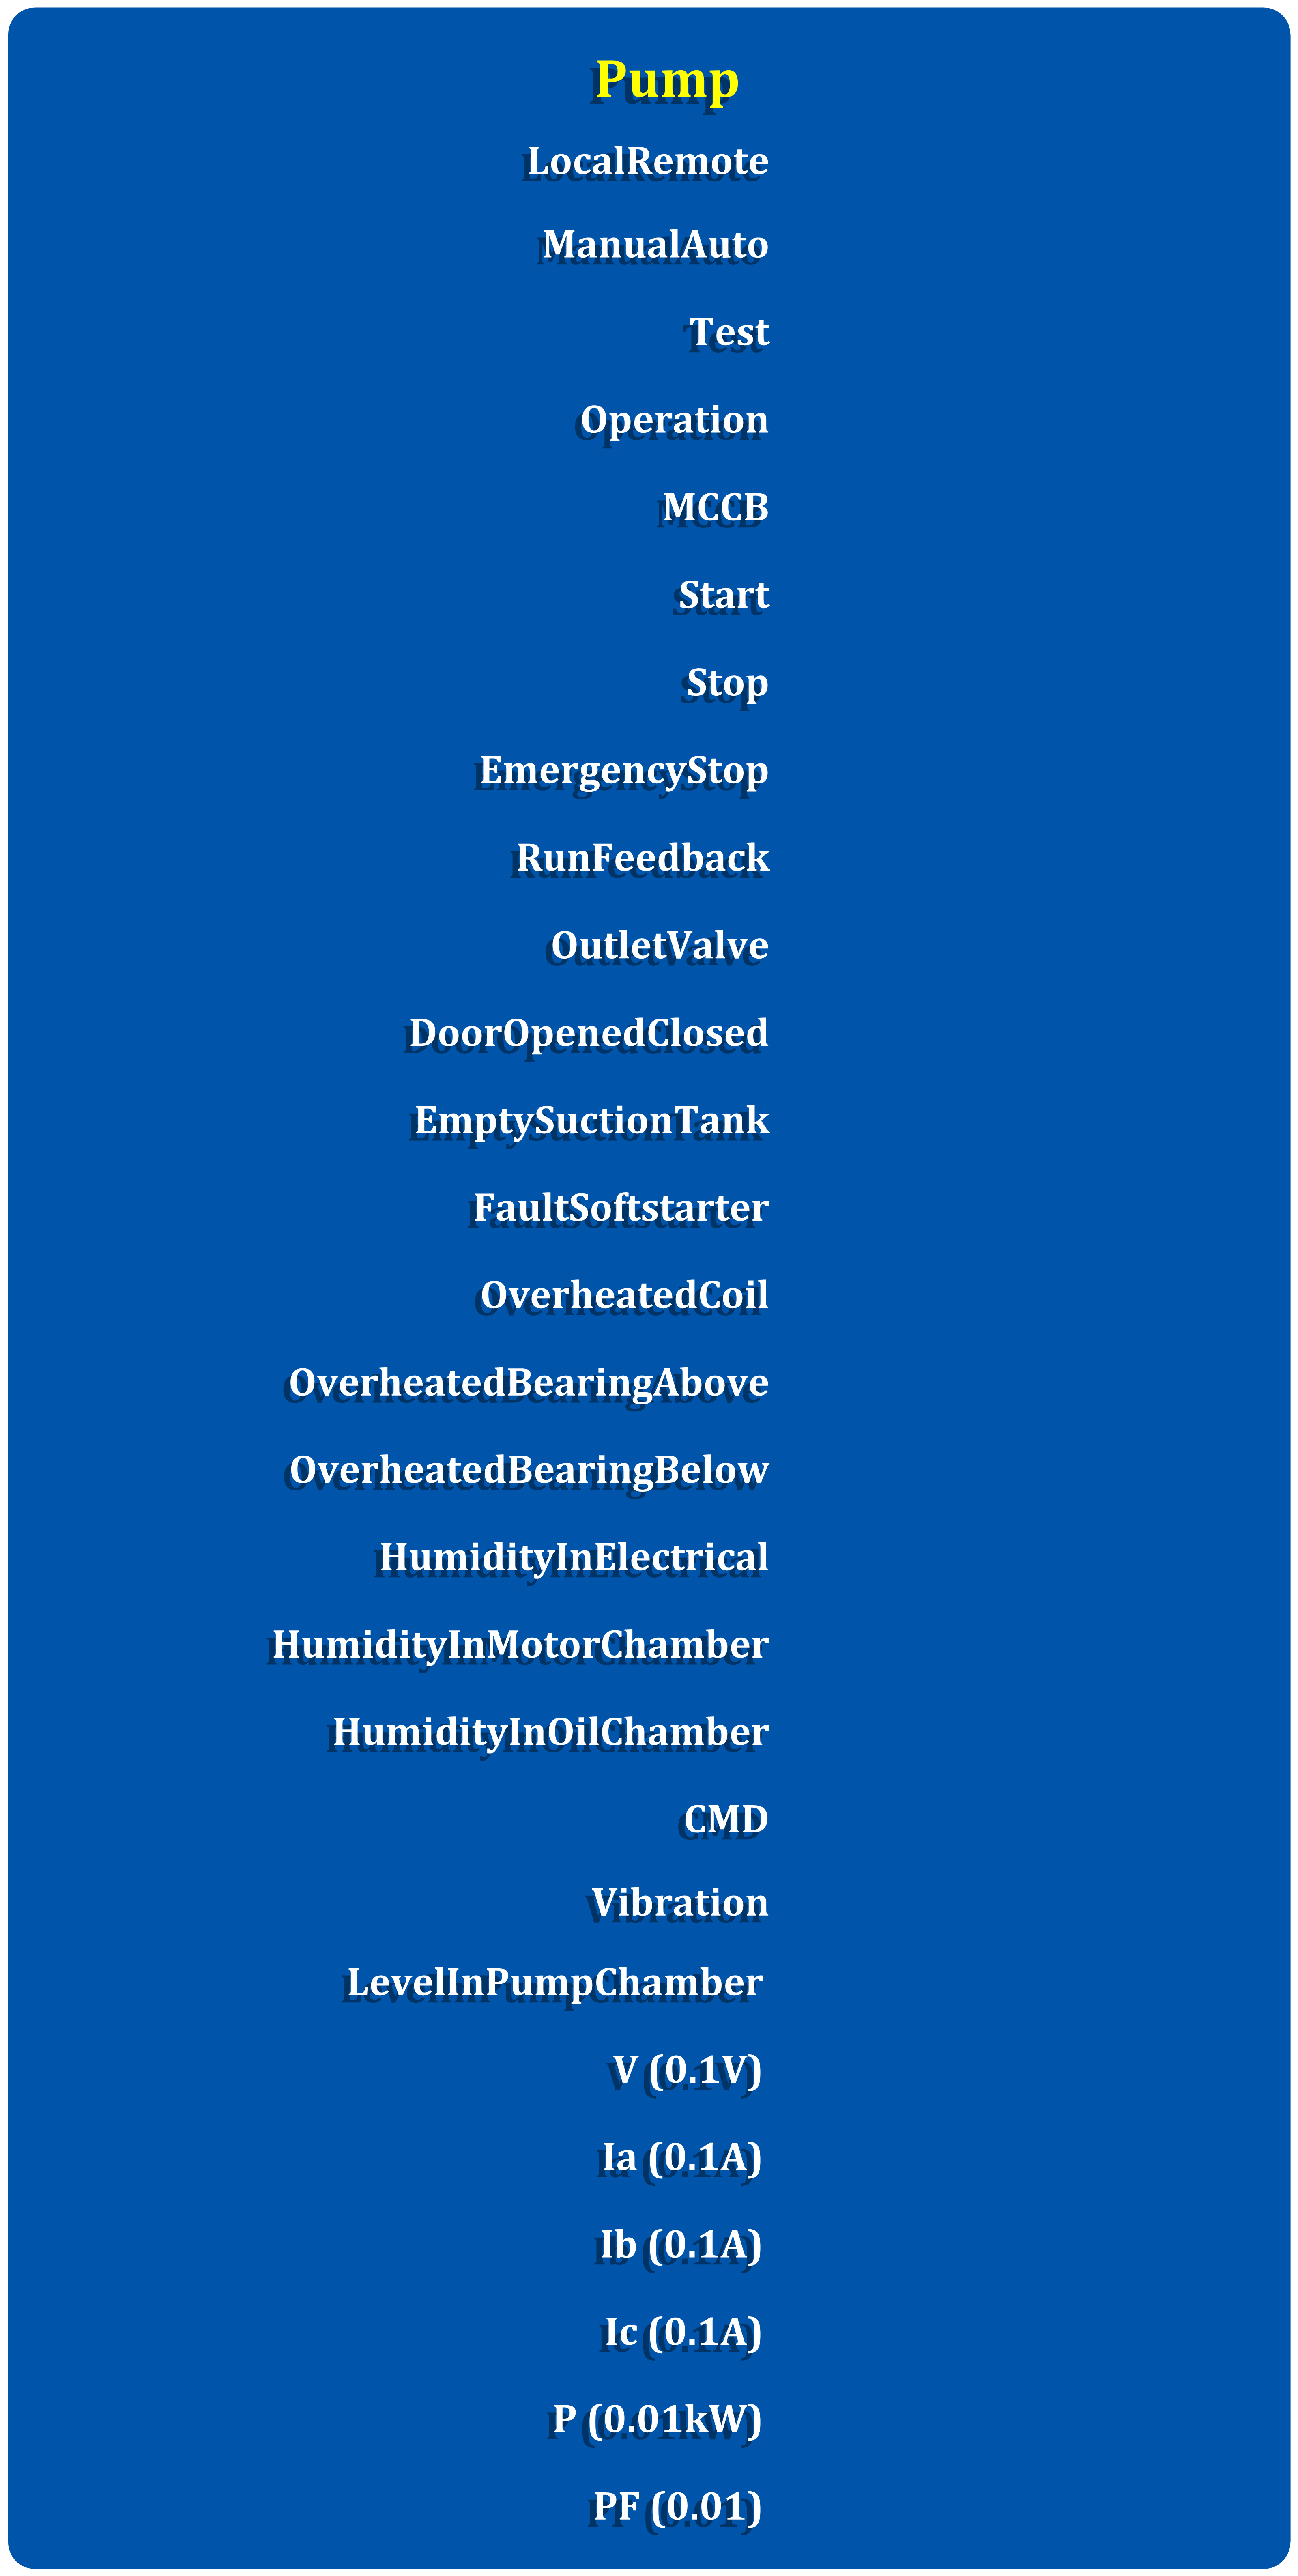 Pump
LocalRemote
ManualAuto
Test
Operation
MCCB
Start
Stop
EmergencyStop
RunFeedback
OutletValve
DoorOpenedClosed
EmptySuctionTank
FaultSoftstarter
OverheatedCoil
OverheatedBearingAbove
OverheatedBearingBelow
HumidityInElectrical
HumidityInMotorChamber
HumidityInOilChamber
CMD
Vibration
LevelInPumpChamber
V (0.1V)
Ia (0.1A)
Ib (0.1A)
Ic (0.1A)
P (0.01kW)
PF (0.01)